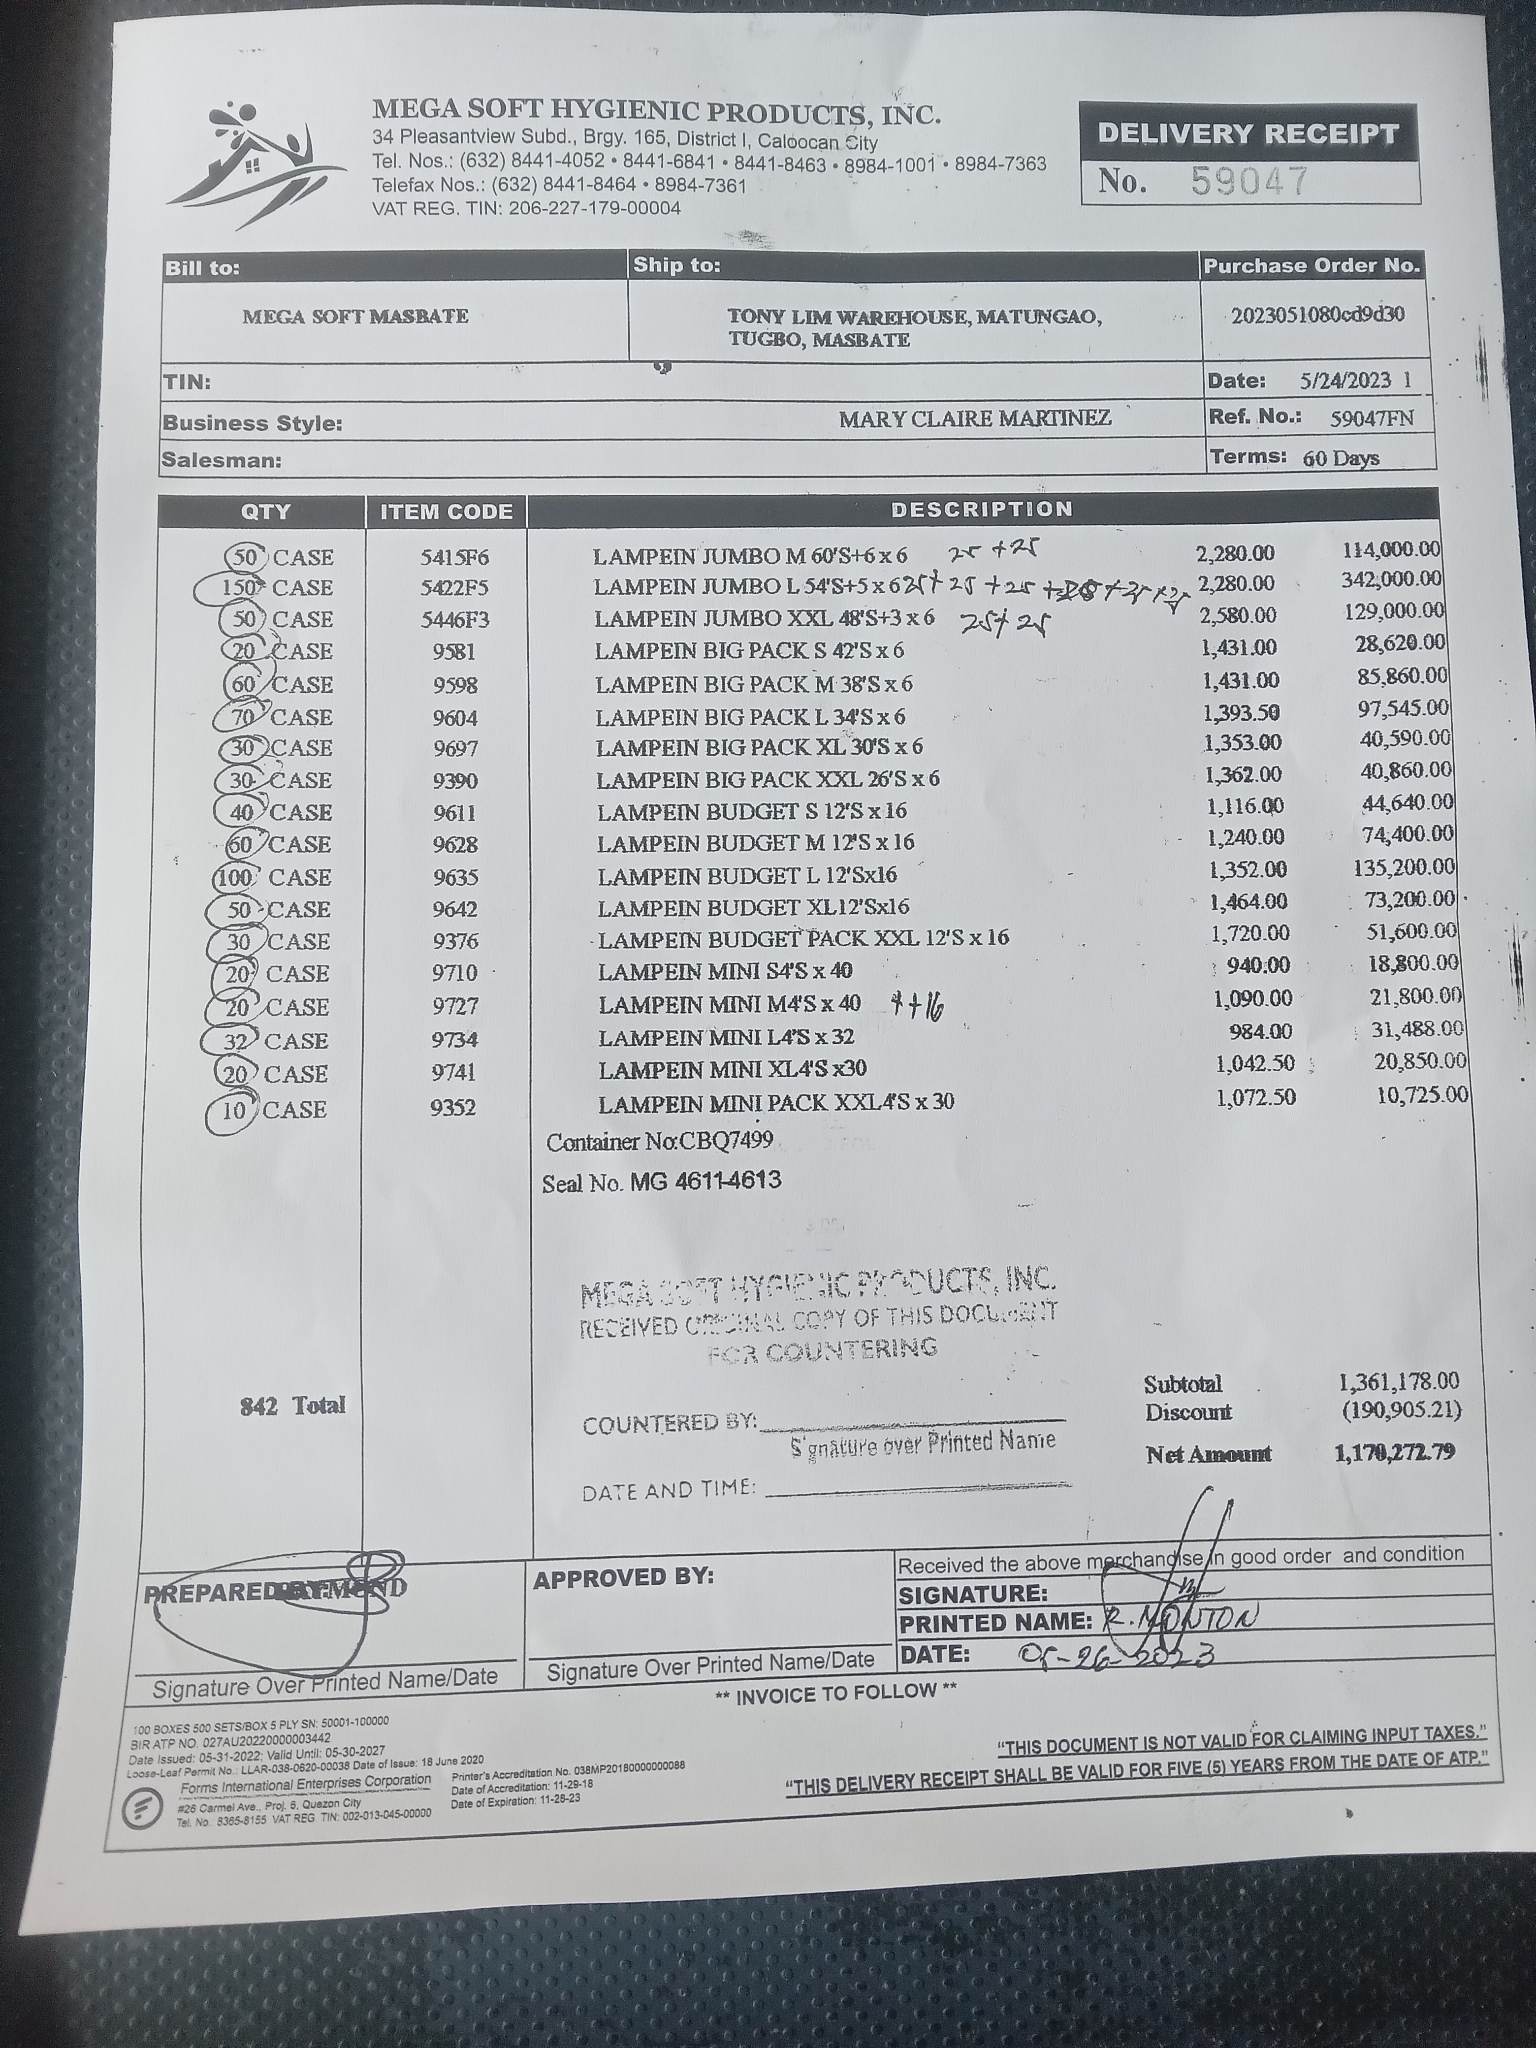 MEGA SOFT HYGIENIC PRODUCTS, INC.
34 Pleasantview Subd., Brgy. 165, District I, Caloocan City
Tel. Nos.: (632) 8441-4052 • 8441-6841 • 8441-8463 • 8984-1001 • 8984-7363
Telefax Nos.: (632) 8441-8464 • 8984-7361
VAT REG. TIN: 206-227-179-00004
DELIVERY RECEIPT
No. 59047
Bill to: Ship to: Purchase Order No.
MEGA SOFT MASBATE TONY LIM WAREHOUSE, MATUNGAO, 2023051080cd9d30
TUGBO, MASBATE
TIN: Date: 5/24/2023 1
Business Style: MARY CLAIRE MARTINEZ Ref. No.: 59047FN
Salesman: Terms: 60 Days
QTY ITEM CODE DESCRIPTION
50 CASE 5415F6 LAMPEIN JUMBO M 60'S+6 x 6 25 + 25 2,280.00 114,000.00
150 CASE 5422F5 LAMPEIN JUMBO L 54'S+5 x 6 25+ 25 + 25 + 25 + 25 + 25 2,280.00 342,000.00
50 CASE 5446F3 LAMPEIN JUMBO XXL 48'S+3 x 6 25+ 25 2,580.00 129,000.00
20 CASE 9581 LAMPEIN BIG PACK S 42'S x 6 1,431.00 28,620.00
60 CASE 9598 LAMPEIN BIG PACK M 38'S x 6 1,431.00 85,860.00
70 CASE 9604 LAMPEIN BIG PACK L 34'S x 6 1,393.50 97,545.00
30 CASE 9697 LAMPEIN BIG PACK XL 30'S x 6 1,353.00 40,590.00
30 CASE 9390 LAMPEIN BIG PACK XXL 26'S x 6 1,362.00 40,860.00
40 CASE 9611 LAMPEIN BUDGET S 12'S x 16 1,116.00 44,640.00
60 CASE 9628 LAMPEIN BUDGET M 12'S x 16 1,240.00 74,400.00
100 CASE 9635 LAMPEIN BUDGET L 12'Sx16 1,352.00 135,200.00
50 CASE 9642 LAMPEIN BUDGET XL12'Sx16 1,464.00 73,200.00
30 CASE 9376 LAMPEIN BUDGET PACK XXL 12'S x 16 1,720.00 51,600.00
20 CASE 9710 LAMPEIN MINI S4'S x 40 940.00 18,800.00
20 CASE 9727 LAMPEIN MINI M4'S x 40 4+16 1,090.00 21,800.00
32 CASE 9734 LAMPEIN MINI L4'S x 32 984.00 31,488.00
20 CASE 9741 LAMPEIN MINI XL4'S x30 1,042.50 20,850.00
10 CASE 9352 LAMPEIN MINI PACK XXL4'S x 30 1,072.50 10,725.00
Container No:CBQ7499
Seal No. MG 4611-4613
MEGA SOFT HYGIENIC PRODUCTS, INC.
RECEIVED ORIGINAL COPY OF THIS DOCUMENT
FOR COUNTERING
842 Total
COUNTERED BY:
Signature over Printed Name
DATE AND TIME:
Subtotal 1,361,178.00
Discount (190,905.21)
Net Amount 1,170,272.79
PREPARED BY: RAYMOND
Signature Over Printed Name/Date
APPROVED BY:
Signature Over Printed Name/Date
Received the above merchandise in good order and condition
SIGNATURE:
PRINTED NAME: R. MONTON
DATE: 05-26-2023
** INVOICE TO FOLLOW **
100 BOXES 500 SETS/BOX 5 PLY SN: 50001-100000
BIR ATP NO. 027AU20220000003442
Date Issued: 05-31-2022; Valid Until: 05-30-2027
Loose-Leaf Permit No.: LLAR-038-0620-00038 Date of Issue: 18 June 2020
Forms International Enterprises Corporation
#26 Carmel Ave., Proj. 6, Quezon City
Tel. No. 8365-8155 VAT REG TIN: 002-013-045-00000
Printer's Accreditation No. 038MP20180000000088
Date of Accreditation: 11-29-18
Date of Expiration: 11-28-23
"THIS DOCUMENT IS NOT VALID FOR CLAIMING INPUT TAXES."
"THIS DELIVERY RECEIPT SHALL BE VALID FOR FIVE (5) YEARS FROM THE DATE OF ATP."